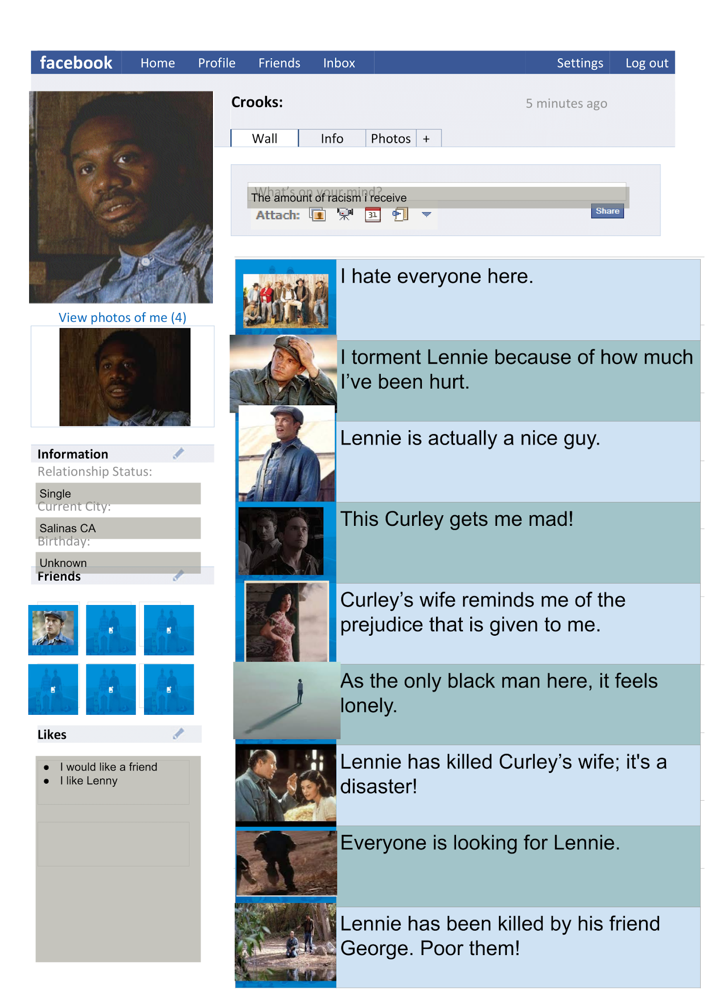 facebook Home Profile Friends Inbox Settings Log out
Crooks:
5 minutes ago
Wall Info Photos +
What's on your mind?
The amount of racism i receive
Attach:
31
Share
View photos of me (4)
Information
Relationship Status:
Single
Current City:
Salinas CA
Birthday:
Unknown
Friends
Likes
● I would like a friend
● I like Lenny
I hate everyone here.
I torment Lennie because of how much
I’ve been hurt.
Lennie is actually a nice guy.
This Curley gets me mad!
Curley’s wife reminds me of the
prejudice that is given to me.
As the only black man here, it feels
lonely.
Lennie has killed Curley’s wife; it's a
disaster!
Everyone is looking for Lennie.
Lennie has been killed by his friend
George. Poor them!